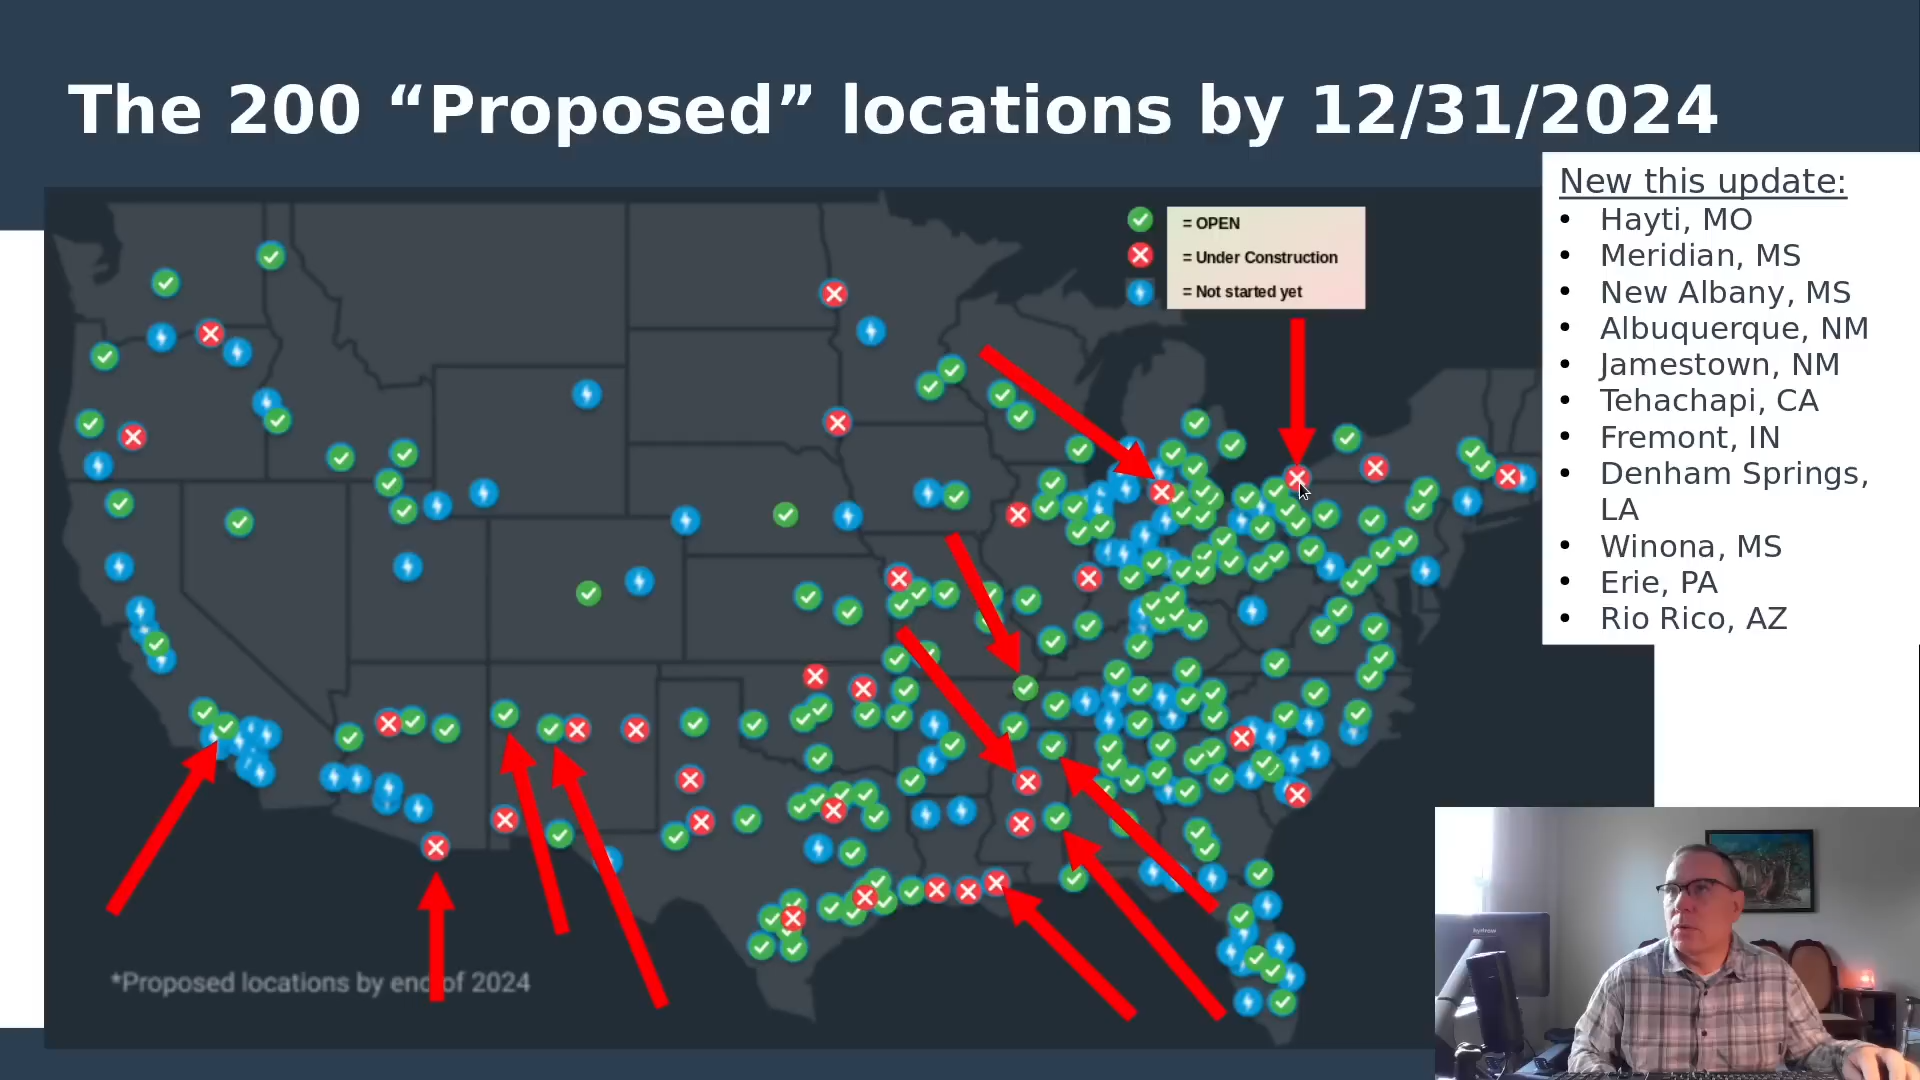 The 200 “Proposed” locations by 12/31/2024
= OPEN
= Under Construction
= Not started yet
New this update:
• Hayti, MO
• Meridian, MS
• New Albany, MS
• Albuquerque, NM
• Jamestown, NM
• Tehachapi, CA
• Fremont, IN
• Denham Springs,
LA
• Winona, MS
• Erie, PA
• Rio Rico, AZ
*Proposed locations by end of 2024